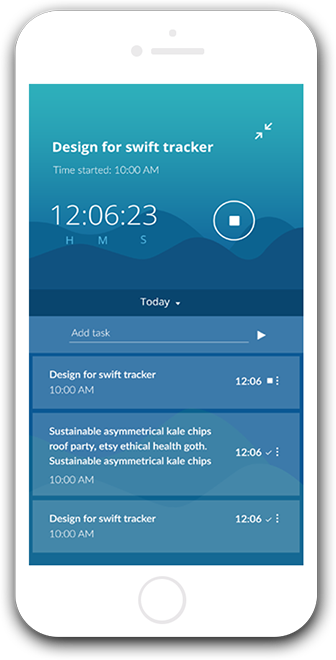 Design for swift tracker
Time started: 10:00 AM
12:06:23
H M S
Today
Add task
Design for swift tracker
12:06
10:00 AM
Sustainable asymmetrical kale chips
roof party, etsy ethical health goth.
Sustainable asymmetrical kale chips
12:06
10:00 AM
Design for swift tracker
12:06
10:00 AM